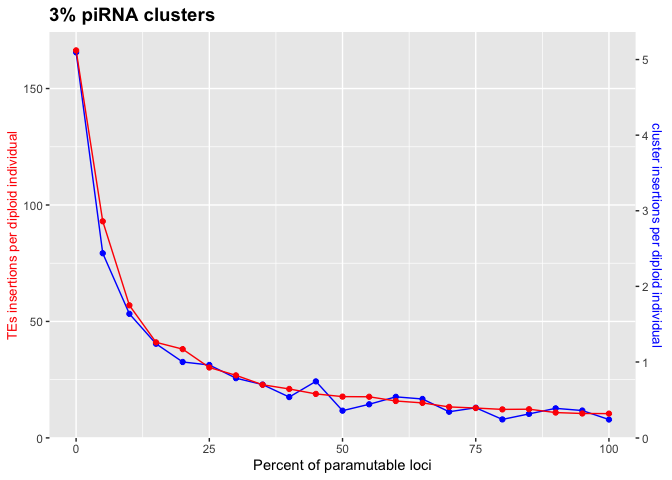 3% piRNA clusters
TEs insertions per diploid individual
150
100
50
0
5
4
3
2
1
0
cluster insertions per diploid individual
0 25 50 75 100
Percent of paramutable loci